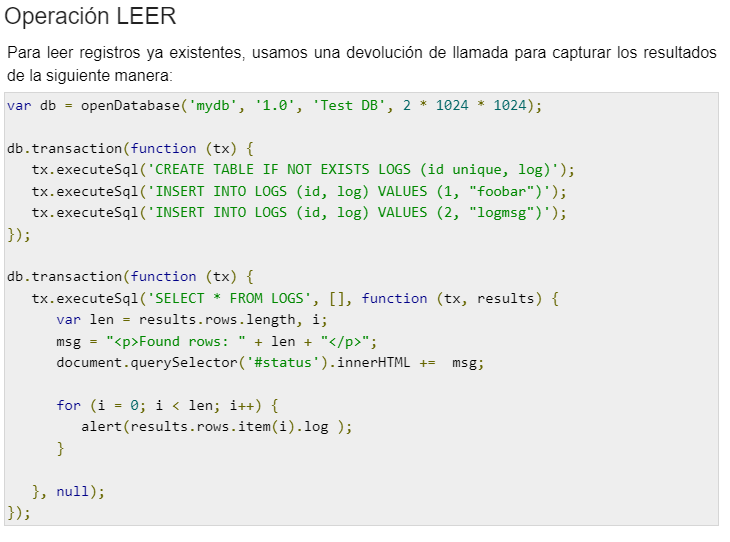 Operación LEER
Para leer registros ya existentes, usamos una devolución de llamada para capturar los resultados
de la siguiente manera:
var db = openDatabase('mydb', '1.0', 'Test DB', 2 * 1024 * 1024);

db.transaction(function (tx) {
   tx.executeSql('CREATE TABLE IF NOT EXISTS LOGS (id unique, log)');
   tx.executeSql('INSERT INTO LOGS (id, log) VALUES (1, "foobar")');
   tx.executeSql('INSERT INTO LOGS (id, log) VALUES (2, "logmsg")');
});

db.transaction(function (tx) {
   tx.executeSql('SELECT * FROM LOGS', [], function (tx, results) {
      var len = results.rows.length, i;
      msg = "<p>Found rows: " + len + "</p>";
      document.querySelector('#status').innerHTML +=  msg;

      for (i = 0; i < len; i++) {
         alert(results.rows.item(i).log );
      }

   }, null);
});